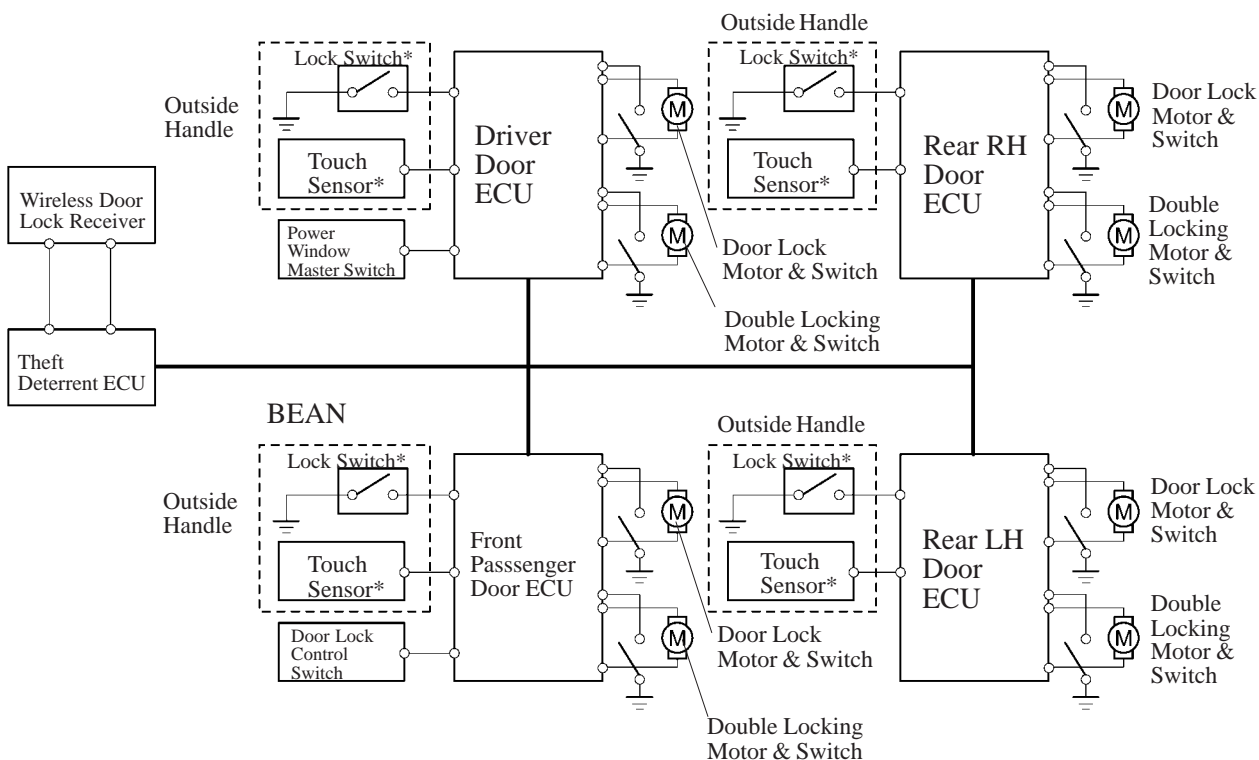 Outside Handle
Lock Switch*
Lock Switch*
Outside
Handle
Driver
Door
ECU
M
Rear RH
Door
ECU
M
Door Lock
Motor &
Switch
Touch
Sensor*
Touch
Sensor*
Wireless Door
Lock Receiver
Power
Window
Master Switch
M
Door Lock
Motor & Switch
M
Double
Locking
Motor &
Switch
Double Locking
Motor & Switch
Theft
Deterrent ECU
BEAN
Outside Handle
Lock Switch*
Lock Switch*
Outside
Handle
Front
Passsenger
Door ECU
M
Rear LH
Door
ECU
M
Door Lock
Motor &
Switch
Touch
Sensor*
Touch
Sensor*
Door Lock
Control
Switch
M
Door Lock
Motor & Switch
M
Double
Locking
Motor &
Switch
Double Locking
Motor & Switch